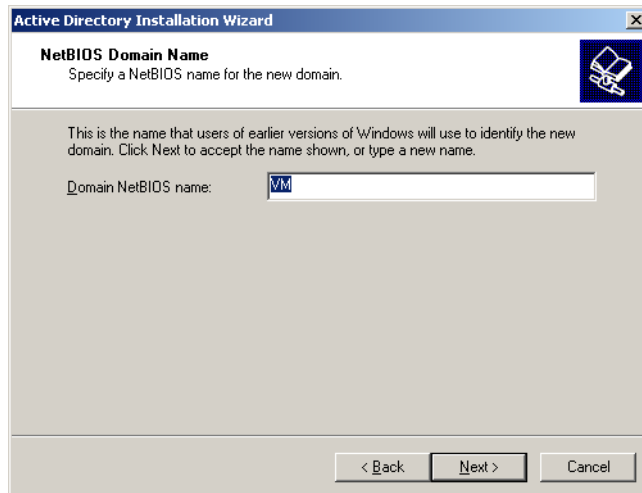 Active Directory Installation Wizard
NetBIOS Domain Name
Specify a NetBIOS name for the new domain.
This is the name that users of earlier versions of Windows will use to identify the new
domain. Click Next to accept the name shown, or type a new name.
Domain NetBIOS name: VM
< Back Next > Cancel